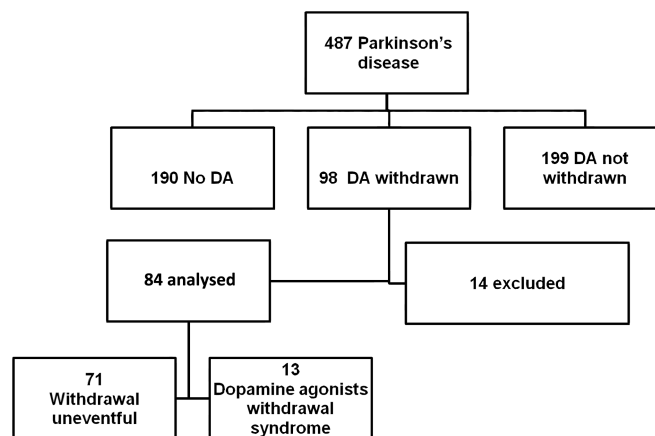 487 Parkinson's
disease
190 No DA
98 DA withdrawn
199 DA not
withdrawn
84 analysed
14 excluded
71
Withdrawal
uneventful
13
Dopamine agonists
withdrawal
syndrome